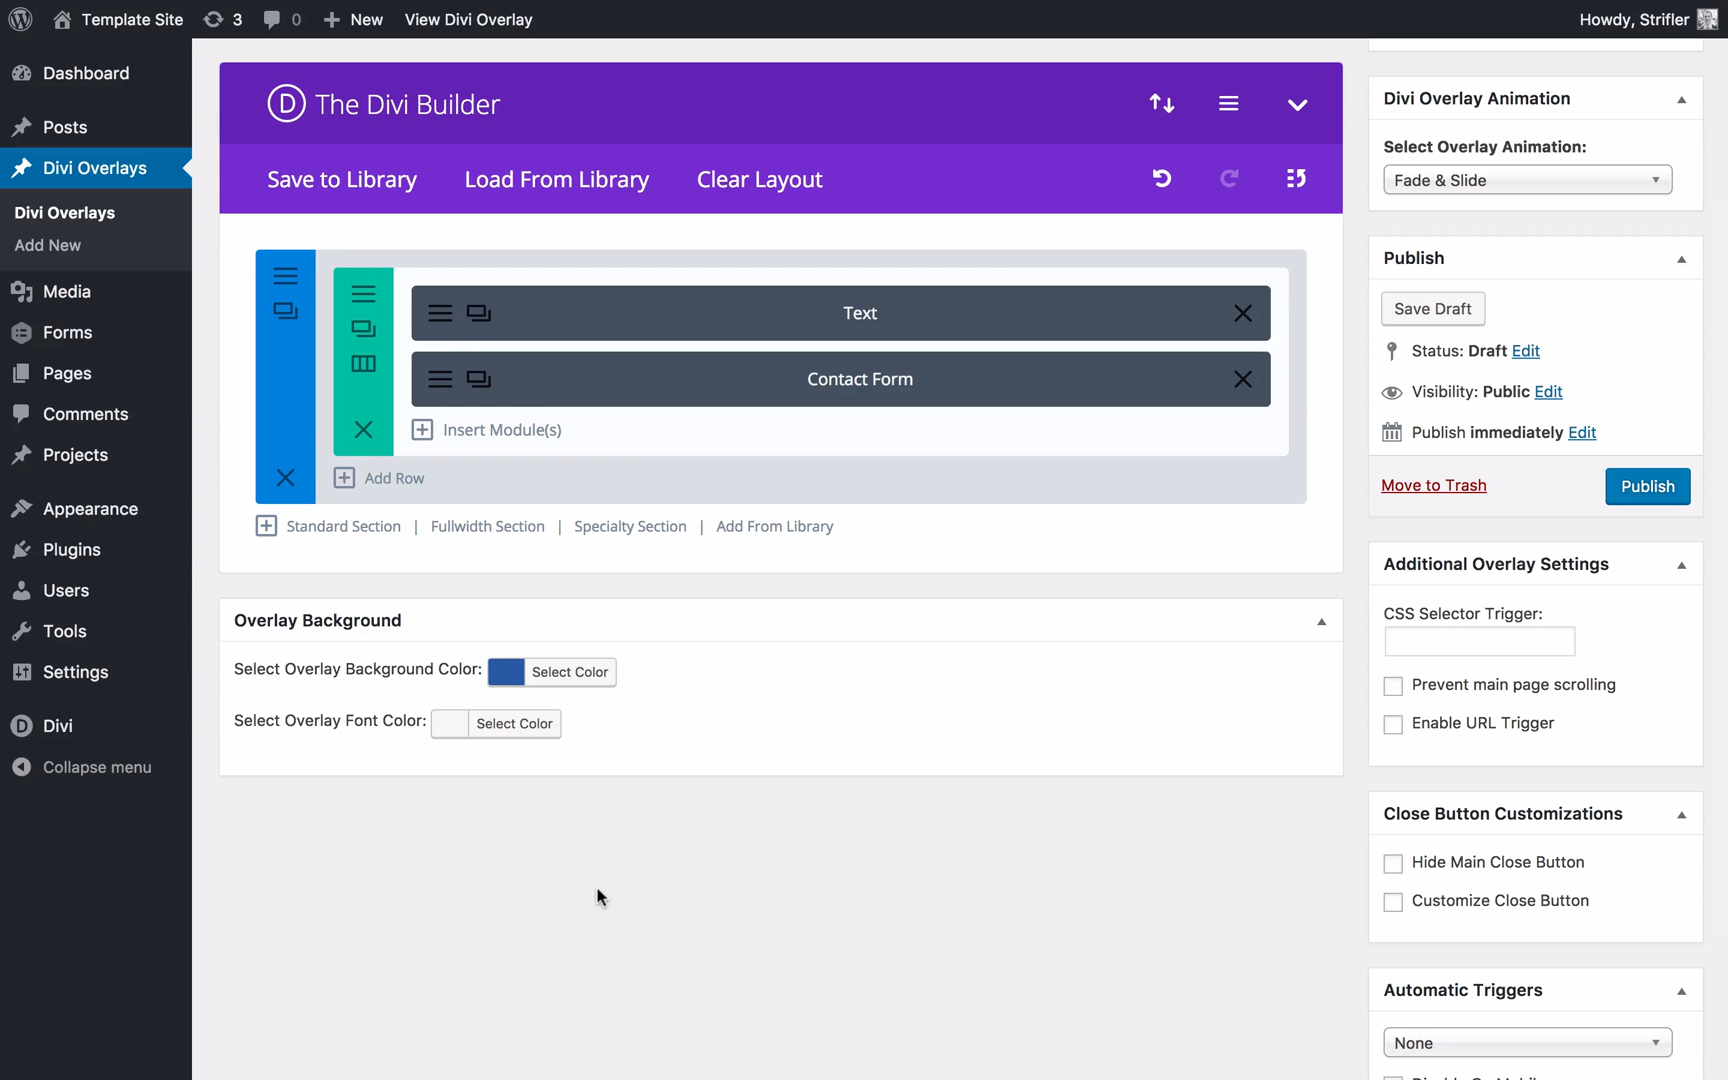 Template Site 3 0 New View Divi Overlay Howdy, Strifler
Dashboard
Posts
Divi Overlays
Divi Overlays
Add New
Media
Forms
Pages
Comments
Projects
Appearance
Plugins
Users
Tools
Settings
Divi
Collapse menu
D The Divi Builder
Save to Library Load From Library Clear Layout
Text
Contact Form
Insert Module(s)
Add Row
Standard Section | Fullwidth Section | Specialty Section | Add From Library
Overlay Background
Select Overlay Background Color: Select Color
Select Overlay Font Color: Select Color
Divi Overlay Animation
Select Overlay Animation:
Fade & Slide
Publish
Save Draft
Status: Draft Edit
Visibility: Public Edit
Publish immediately Edit
Move to Trash Publish
Additional Overlay Settings
CSS Selector Trigger:
Prevent main page scrolling
Enable URL Trigger
Close Button Customizations
Hide Main Close Button
Customize Close Button
Automatic Triggers
None